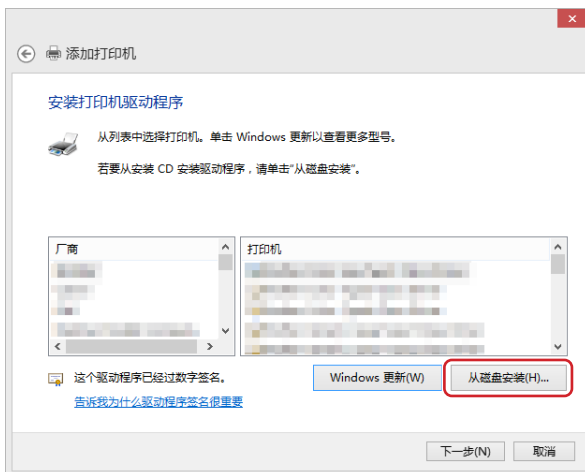 添加打印机
安装打印机驱动程序
从列表中选择打印机。单击 Windows 更新以查看更多型号。
若要从安装 CD 安装驱动程序，请单击“从磁盘安装”。
厂商
打印机
这个驱动程序已经过数字签名。
Windows 更新(W)
从磁盘安装(H)...
告诉我为什么驱动程序签名很重要
下一步(N)
取消